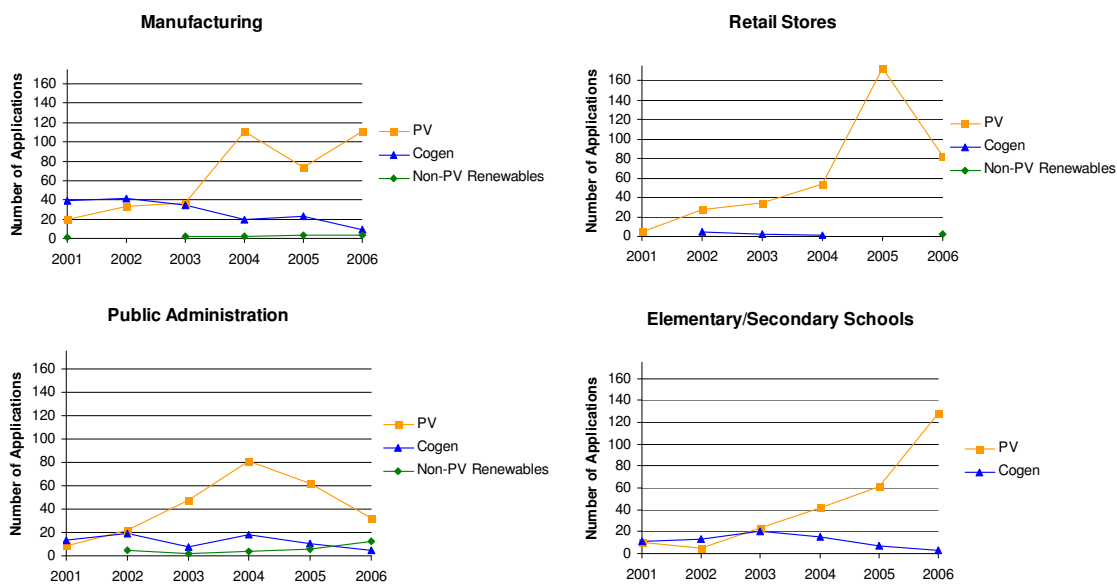 Manufacturing
Number of Applications
160
140
120
100
80
60
40
20
0
2001 2002 2003 2004 2005 2006
PV
Cogen
Non-PV Renewables
Retail Stores
Number of Applications
160
140
120
100
80
60
40
20
0
2001 2002 2003 2004 2005 2006
PV
Cogen
Non-PV Renewables
Public Administration
Number of Applications
160
140
120
100
80
60
40
20
0
2001 2002 2003 2004 2005 2006
PV
Cogen
Non-PV Renewables
Elementary/Secondary Schools
Number of Applications
160
140
120
100
80
60
40
20
0
2001 2002 2003 2004 2005 2006
PV
Cogen